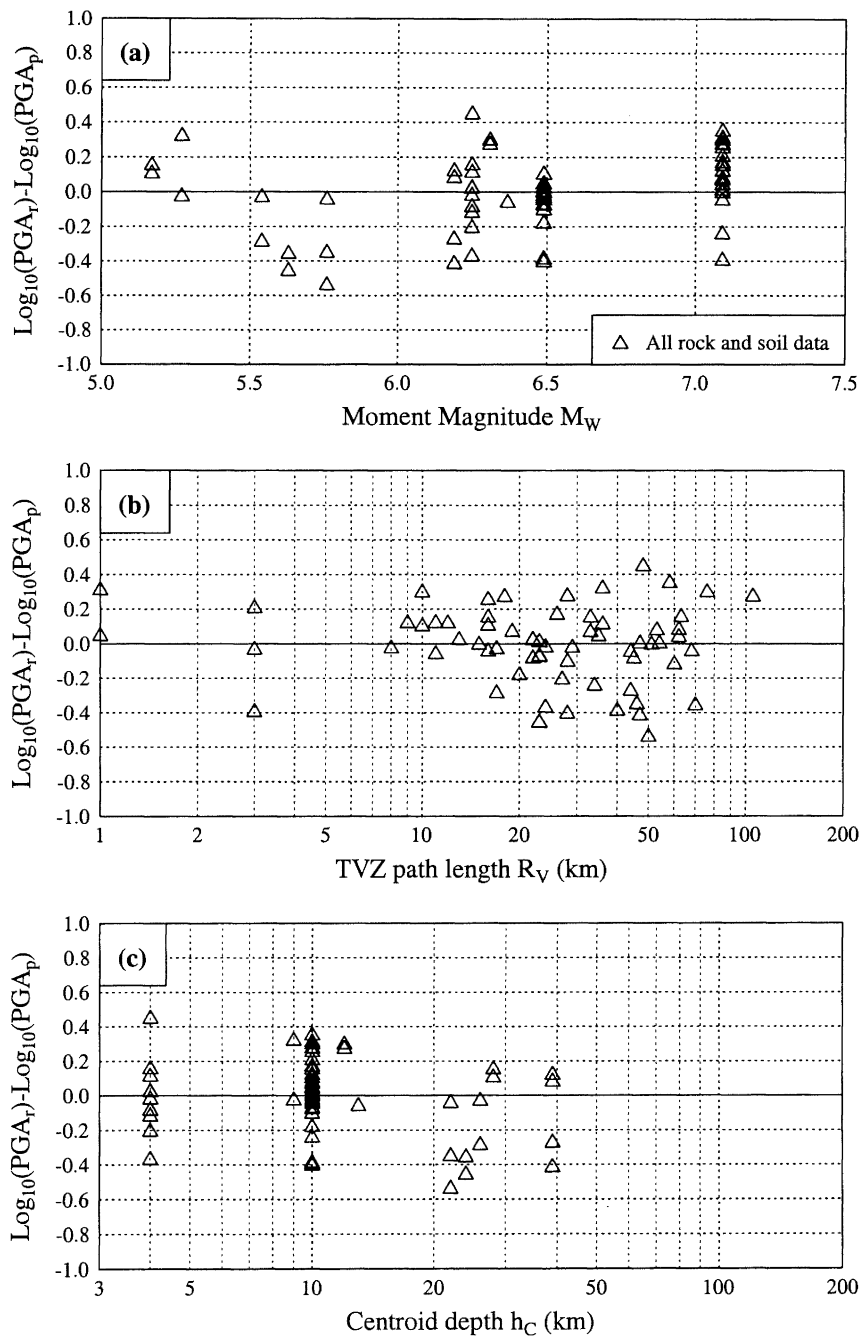 (a)
Log10(PGAr)-Log10(PGAp)
1.0
0.8
0.6
0.4
0.2
0.0
-0.2
-0.4
-0.6
-0.8
-1.0
All rock and soil data
5.0 5.5 6.0 6.5 7.0 7.5
Moment Magnitude MW
(b)
Log10(PGAr)-Log10(PGAp)
1.0
0.8
0.6
0.4
0.2
0.0
-0.2
-0.4
-0.6
-0.8
-1.0
1 2 5 10 20 50 100 200
TVZ path length RV (km)
(c)
Log10(PGAr)-Log10(PGAp)
1.0
0.8
0.6
0.4
0.2
0.0
-0.2
-0.4
-0.6
-0.8
-1.0
3 5 10 20 50 100 200
Centroid depth hC (km)